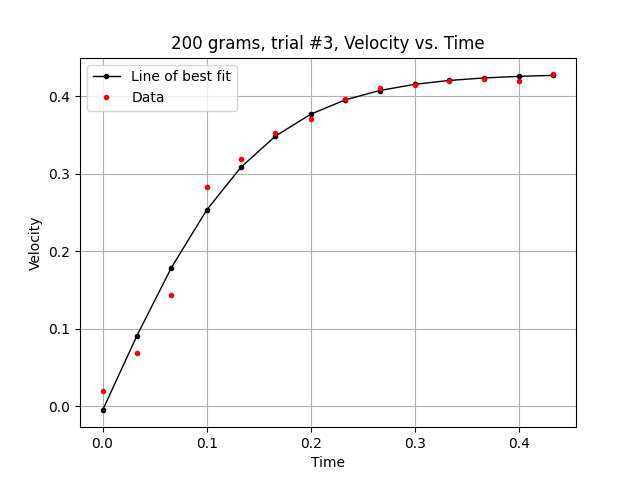 200 grams, trial #3, Velocity vs. Time
Line of best fit
Data
Velocity
0.4
0.3
0.2
0.1
0.0
0.0 0.1 0.2 0.3 0.4
Time